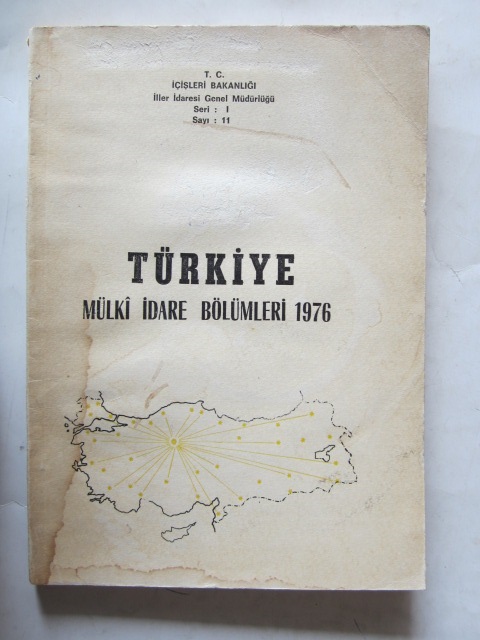 T. C.
İÇİŞLERİ BAKANLIĞI
İller İdaresi Genel Müdürlüğü
Seri : I
Sayı : 11
TÜRKİYE
MÜLKÎ İDARE BÖLÜMLERİ 1976